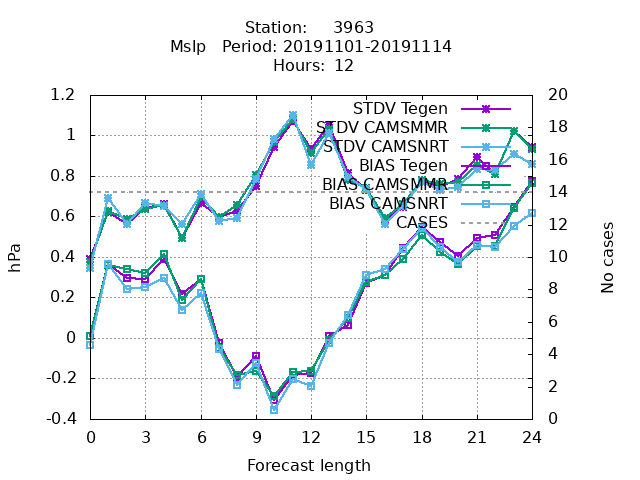 Station: 3963
Mslp Period: 20191101-20191114
Hours: 12
STDV Tegen
STDV CAMSMMR
STDV CAMSNRT
BIAS Tegen
BIAS CAMSMMR
BIAS CAMSNRT
CASES
1.2
1
0.8
0.6
0.4
0.2
0
-0.2
-0.4
hPa
20
18
16
14
12
10
8
6
4
2
0
No cases
0 3 6 9 12 15 18 21 24
Forecast length